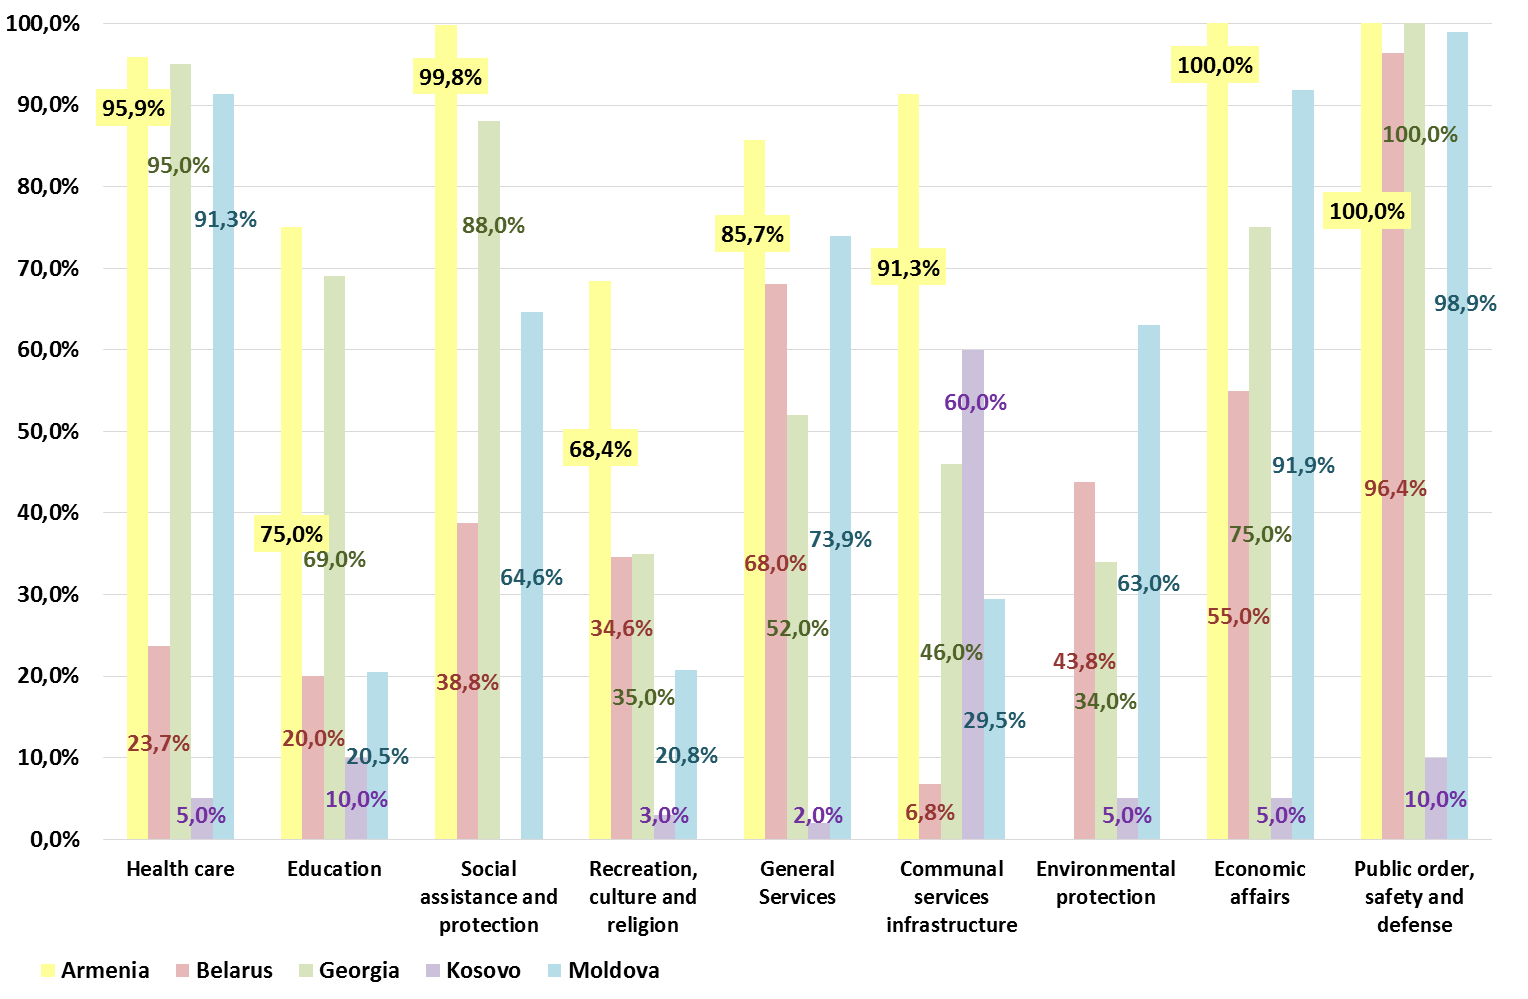 100,0%
90,0%
80,0%
70,0%
60,0%
50,0%
40,0%
30,0%
20,0%
10,0%
0,0%
95,9%
23,7%
95,0%
5,0%
91,3%
75,0%
20,0%
69,0%
10,0%
20,5%
99,8%
38,8%
88,0%
64,6%
68,4%
34,6%
35,0%
3,0%
20,8%
85,7%
68,0%
52,0%
2,0%
73,9%
91,3%
6,8%
46,0%
60,0%
29,5%
43,8%
34,0%
5,0%
63,0%
100,0%
55,0%
75,0%
5,0%
91,9%
100,0%
96,4%
100,0%
10,0%
98,9%
Health care
Education
Social
assistance and
protection
Recreation,
culture and
religion
General
Services
Communal
services
infrastructure
Environmental
protection
Economic
affairs
Public order,
safety and
defense
Armenia
Belarus
Georgia
Kosovo
Moldova